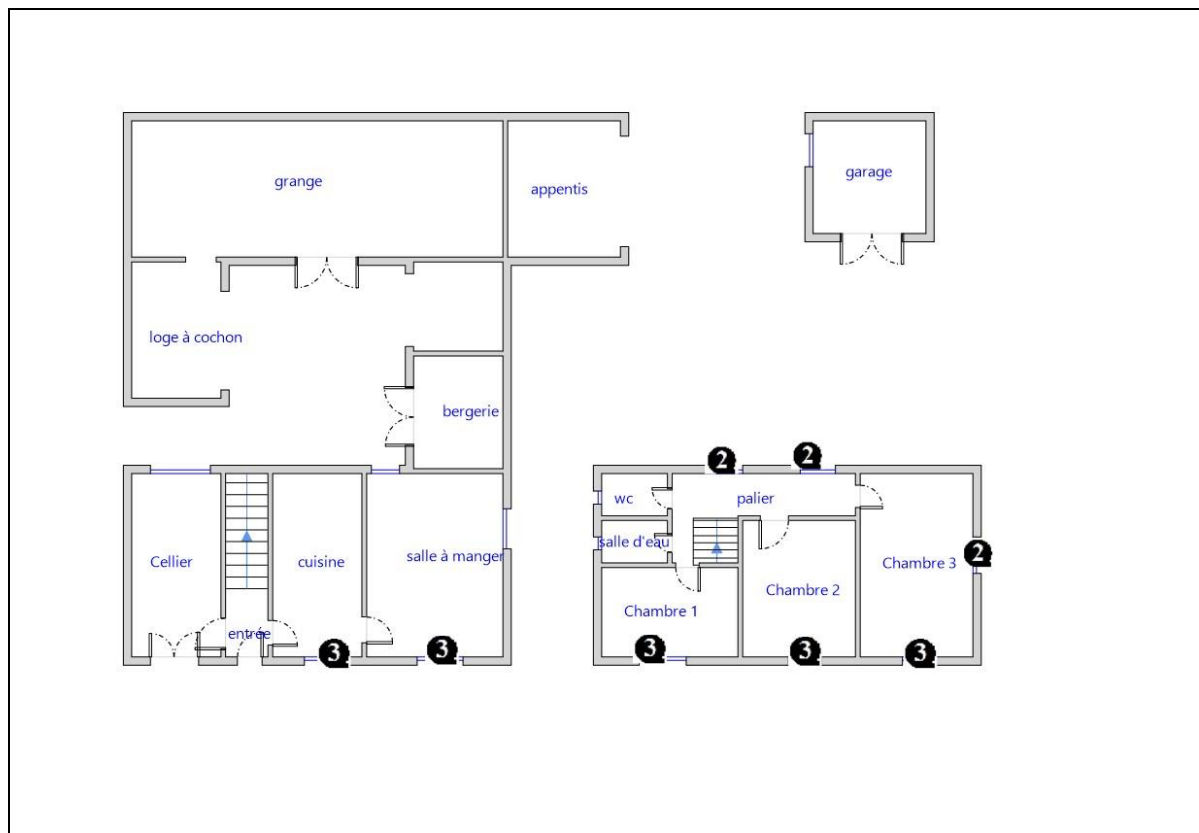 grange
appentis
garage
loge à cochon
bergerie
2
2
wc
palier
salle à manger
Cellier
cuisine
salle d'eau
2
Chambre 3
Chambre 2
Chambre 1
entrée
3
3
3
3
3